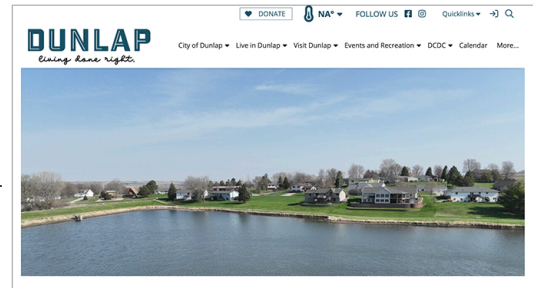 DONATE NA° FOLLOW US Quicklinks
DUNLAP
living done right.
City of Dunlap Live in Dunlap Visit Dunlap Events and Recreation DCDC Calendar More...